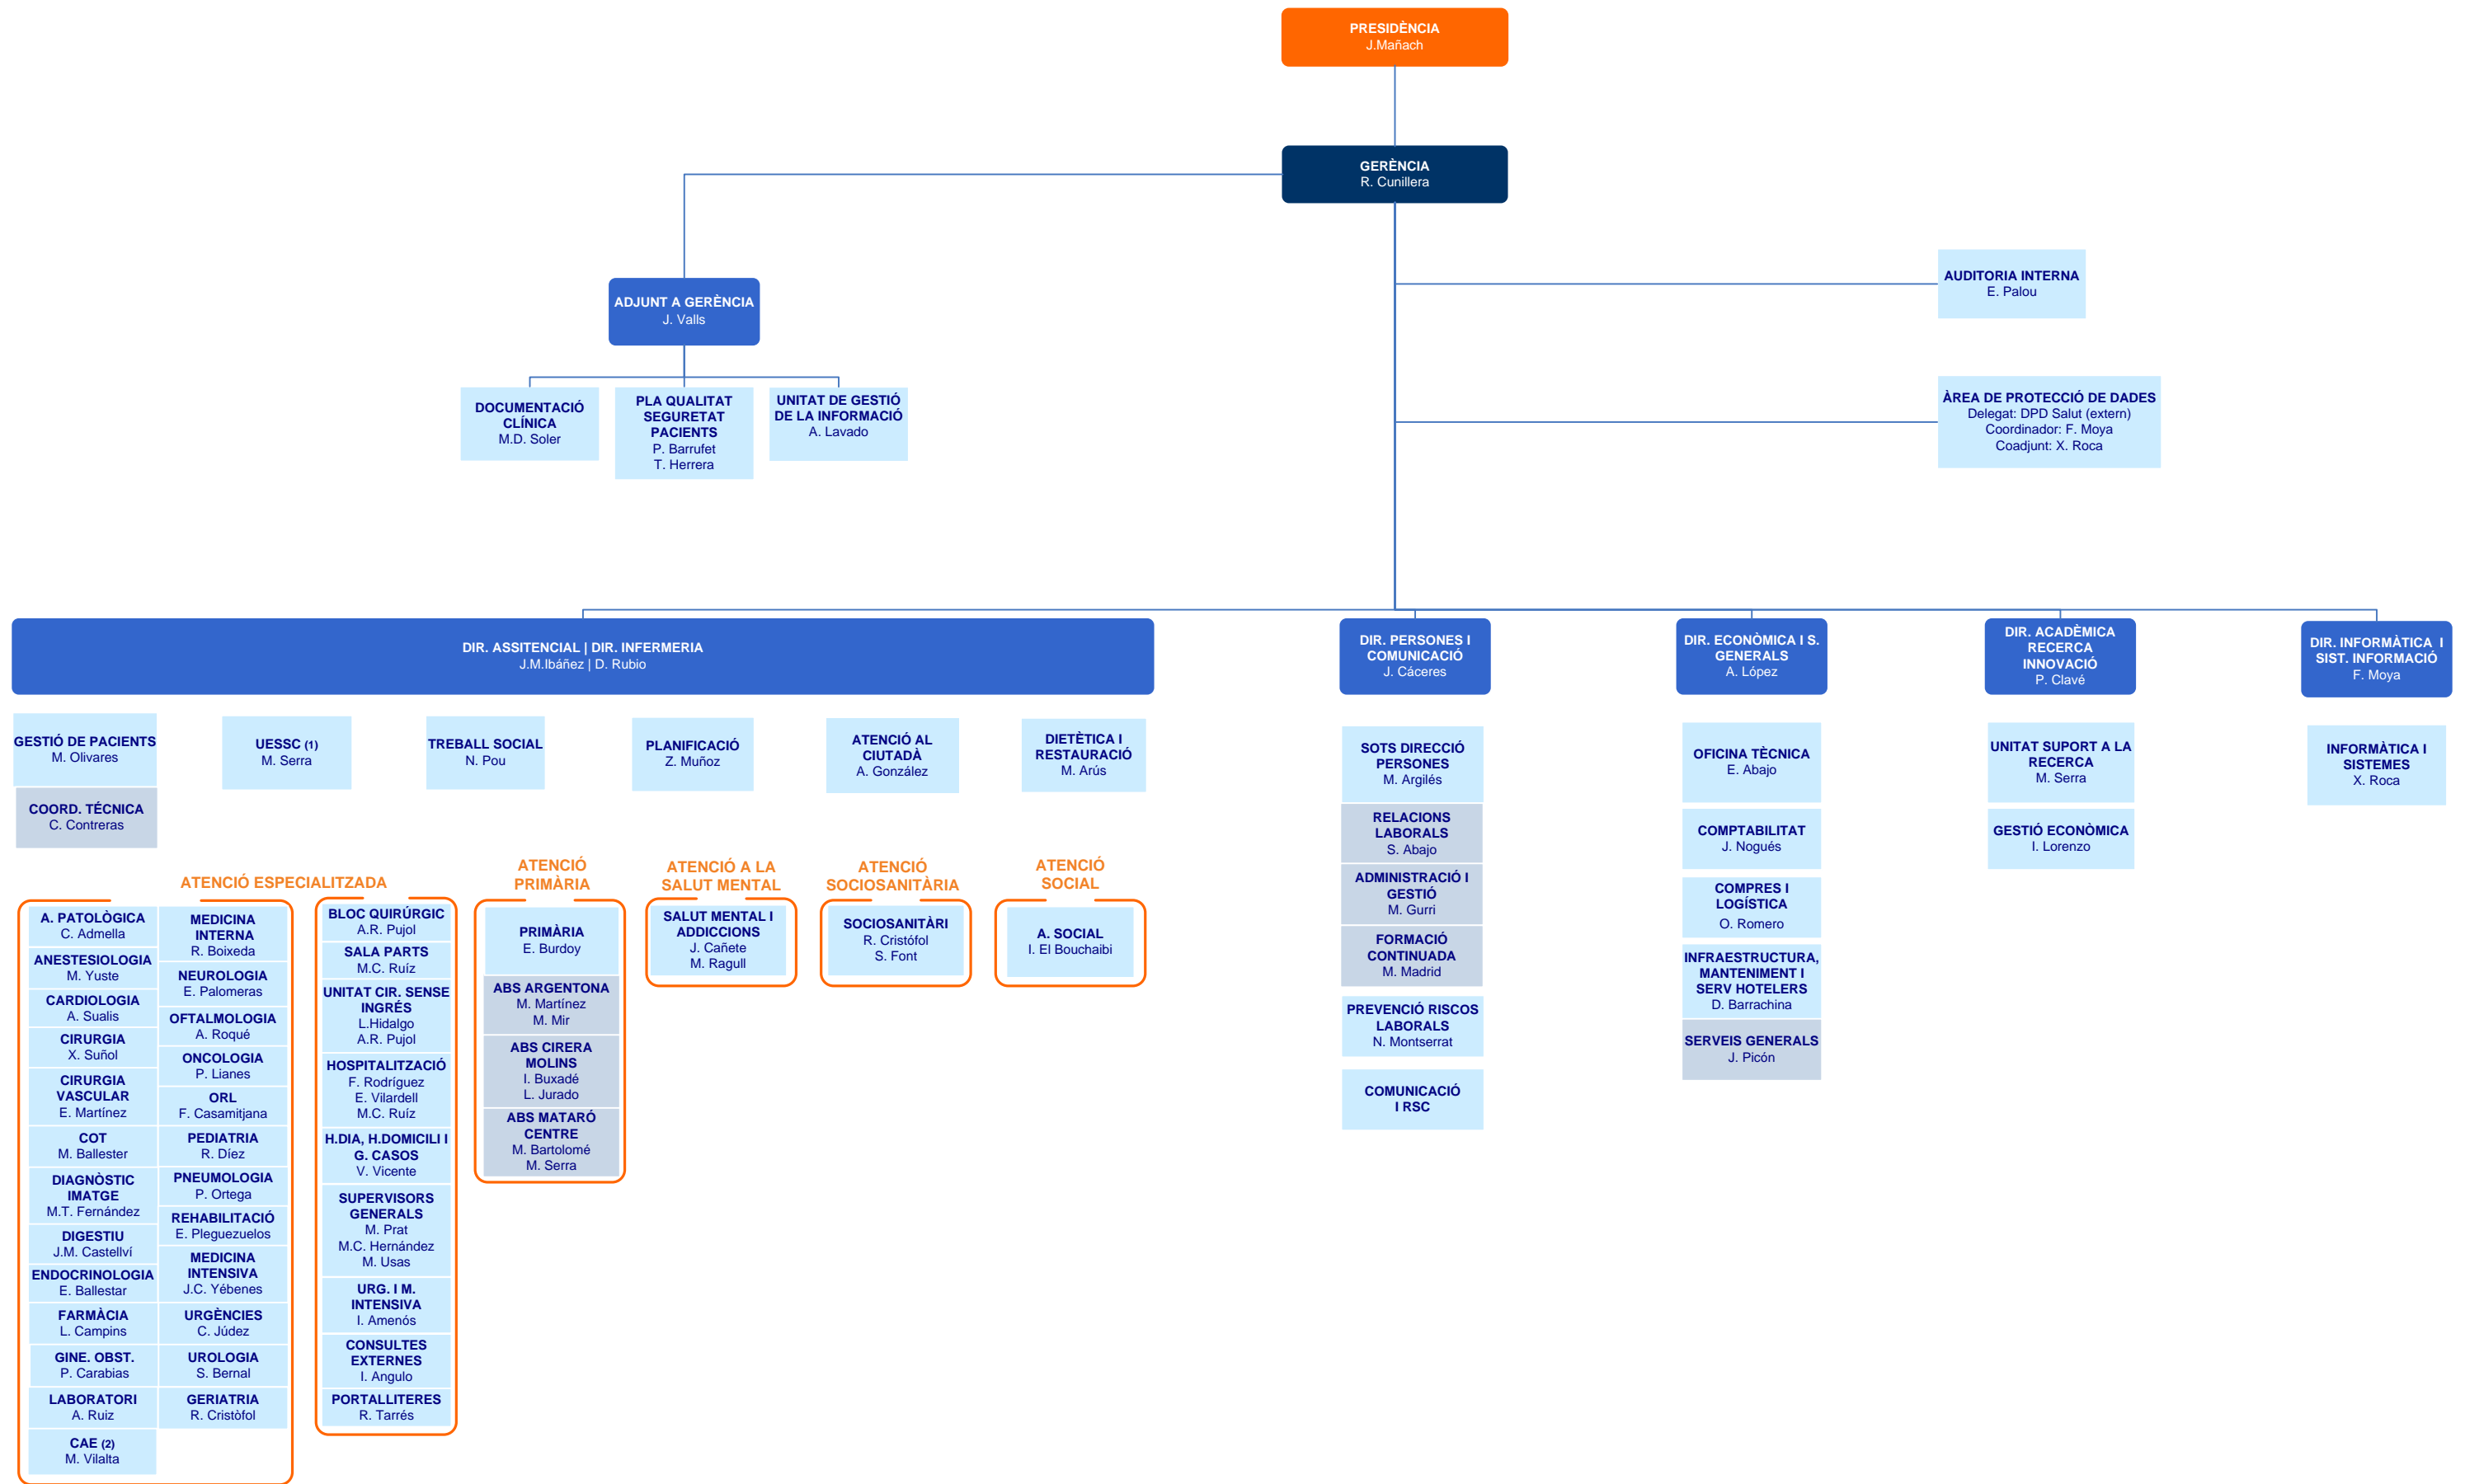 PRESIDÈNCIA
J.Mañach
GERÈNCIA
R. Cunillera
AUDITORIA INTERNA
E. Palou
ADJUNT A GERÈNCIA
J. Valls
ÀREA DE PROTECCIÓ DE DADES
Delegat: DPD Salut (extern)
Coordinador: F. Moya
Coadjunt: X. Roca
DOCUMENTACIÓ
CLÍNICA
M.D. Soler
PLA QUALITAT
SEGURETAT
PACIENTS
P. Barrufet
T. Herrera
UNITAT DE GESTIÓ
DE LA INFORMACIÓ
A. Lavado
DIR. ASSITENCIAL | DIR. INFERMERIA
J.M.Ibáñez | D. Rubio
DIR. PERSONES I
COMUNICACIÓ
J. Cáceres
DIR. ECONÒMICA I S.
GENERALS
A. López
DIR. ACADÈMICA
RECERCA
INNOVACIÓ
P. Clavé
DIR. INFORMÀTICA I
SIST. INFORMACIÓ
F. Moya
GESTIÓ DE PACIENTS
M. Olivares
COORD. TÉCNICA
C. Contreras
UESSC (1)
M. Serra
TREBALL SOCIAL
N. Pou
PLANIFICACIÓ
Z. Muñoz
ATENCIÓ AL
CIUTADÀ
A. González
DIETÈTICA I
RESTAURACIÓ
M. Arús
SOTS DIRECCIÓ
PERSONES
M. Argilés
RELACIONS
LABORALS
S. Abajo
ADMINISTRACIÓ I
GESTIÓ
M. Gurri
FORMACIÓ
CONTINUADA
M. Madrid
PREVENCIÓ RISCOS
LABORALS
N. Montserrat
COMUNICACIÓ
I RSC
OFICINA TÈCNICA
E. Abajo
COMPTABILITAT
J. Nogués
COMPRES I
LOGÍSTICA
O. Romero
INFRAESTRUCTURA,
MANTENIMENT I
SERV HOTELERS
D. Barrachina
SERVEIS GENERALS
J. Picón
UNITAT SUPORT A LA
RECERCA
M. Serra
GESTIÓ ECONÒMICA
I. Lorenzo
INFORMÀTICA I
SISTEMES
X. Roca
ATENCIÓ ESPECIALITZADA
A. PATOLÒGICA
C. Admella
ANESTESIOLOGIA
M. Yuste
CARDIOLOGIA
A. Sualis
CIRURGIA
X. Suñol
CIRURGIA
VASCULAR
E. Martínez
COT
M. Ballester
DIAGNÒSTIC
IMATGE
M.T. Fernández
DIGESTIU
J.M. Castellví
ENDOCRINOLOGIA
E. Ballestar
FARMÀCIA
L. Campins
GINE. OBST.
P. Carabias
LABORATORI
A. Ruiz
CAE (2)
M. Vilalta
MEDICINA
INTERNA
R. Boixeda
NEUROLOGIA
E. Palomeras
OFTALMOLOGIA
A. Roqué
ONCOLOGIA
P. Lianes
ORL
F. Casamitjana
PEDIATRIA
R. Díez
PNEUMOLOGIA
P. Ortega
REHABILITACIÓ
E. Pleguezuelos
MEDICINA
INTENSIVA
J.C. Yébenes
URGÈNCIES
C. Júdez
UROLOGIA
S. Bernal
GERIATRIA
R. Cristòfol
BLOC QUIRÚRGIC
A.R. Pujol
SALA PARTS
M.C. Ruíz
UNITAT CIR. SENSE
INGRÉS
L.Hidalgo
A.R. Pujol
HOSPITALITZACIÓ
F. Rodríguez
E. Vilardell
M.C. Ruíz
H.DIA, H.DOMICILI I
G. CASOS
V. Vicente
SUPERVISORS
GENERALS
M. Prat
M.C. Hernández
M. Usas
URG. I M.
INTENSIVA
I. Amenós
CONSULTES
EXTERNES
I. Angulo
PORTALLITERES
R. Tarrés
ATENCIÓ
PRIMÀRIA
PRIMÀRIA
E. Burdoy
ABS ARGENTONA
M. Martínez
M. Mir
ABS CIRERA
MOLINS
I. Buxadé
L. Jurado
ABS MATARÓ
CENTRE
M. Bartolomé
M. Serra
ATENCIÓ A LA
SALUT MENTAL
SALUT MENTAL I
ADDICCIONS
J. Cañete
M. Ragull
ATENCIÓ
SOCIOSANITÀRIA
SOCIOSANITÀRI
R. Cristófol
S. Font
ATENCIÓ
SOCIAL
A. SOCIAL
I. El Bouchaibi